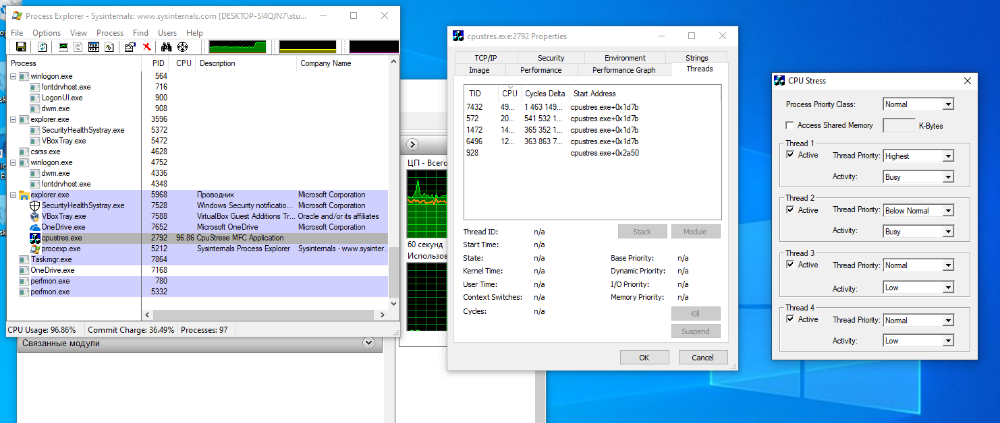 Process Explorer - Sysinternals: www.sysinternals.com [DESKTOP-SI4QJN7\stu...
File Options View Process Find Users Help
Process PID CPU Description Company Name
winlogon.exe 564
fontdrvhost.exe 716
LogonUI.exe 900
dwm.exe 908
explorer.exe 3596
SecurityHealthSystray.exe 5372
VBoxTray.exe 5472
csrss.exe 4628
winlogon.exe 4752
dwm.exe 4336
fontdrvhost.exe 4348
explorer.exe 5968 Проводник Microsoft Corporation
SecurityHealthSystray.exe 7528 Windows Security notificatio... Microsoft Corporation
VBoxTray.exe 7588 VirtualBox Guest Additions Tr... Oracle and/or its affiliates
OneDrive.exe 7652 Microsoft OneDrive Microsoft Corporation
cpustres.exe 2792 96.86 CpuStrese MFC Application
procexp.exe 5212 Sysinternals Process Explorer Sysinternals - www.sysinter...
Taskmgr.exe 7864
OneDrive.exe 7168
perfmon.exe 780
perfmon.exe 5332
CPU Usage: 96.86% Commit Charge: 36.49% Processes: 97
Связанные модули
ЦП - Всего
60 секунд
Использов
cpustres.exe:2792 Properties
TCP/IP Security Environment Strings
Image Performance Performance Graph Threads
TID CPU Cycles Delta Start Address
7432 49... 1 463 149... cpustres.exe+0x1d7b
572 20... 541 532 1... cpustres.exe+0x1d7b
1472 14... 365 352 1... cpustres.exe+0x1d7b
6496 12... 363 863 7... cpustres.exe+0x1d7b
928 cpustres.exe+0x2a50
Thread ID: n/a Stack Module
Start Time: n/a
State: n/a Base Priority: n/a
Kernel Time: n/a Dynamic Priority: n/a
User Time: n/a I/O Priority: n/a
Context Switches: n/a Memory Priority: n/a
Cycles: n/a
Kill
Suspend
OK Cancel
CPU Stress
Process Priority Class: Normal
Access Shared Memory K-Bytes
Thread 1
Active Thread Priority: Highest
Activity: Busy
Thread 2
Active Thread Priority: Below Normal
Activity: Busy
Thread 3
Active Thread Priority: Normal
Activity: Low
Thread 4
Active Thread Priority: Normal
Activity: Low